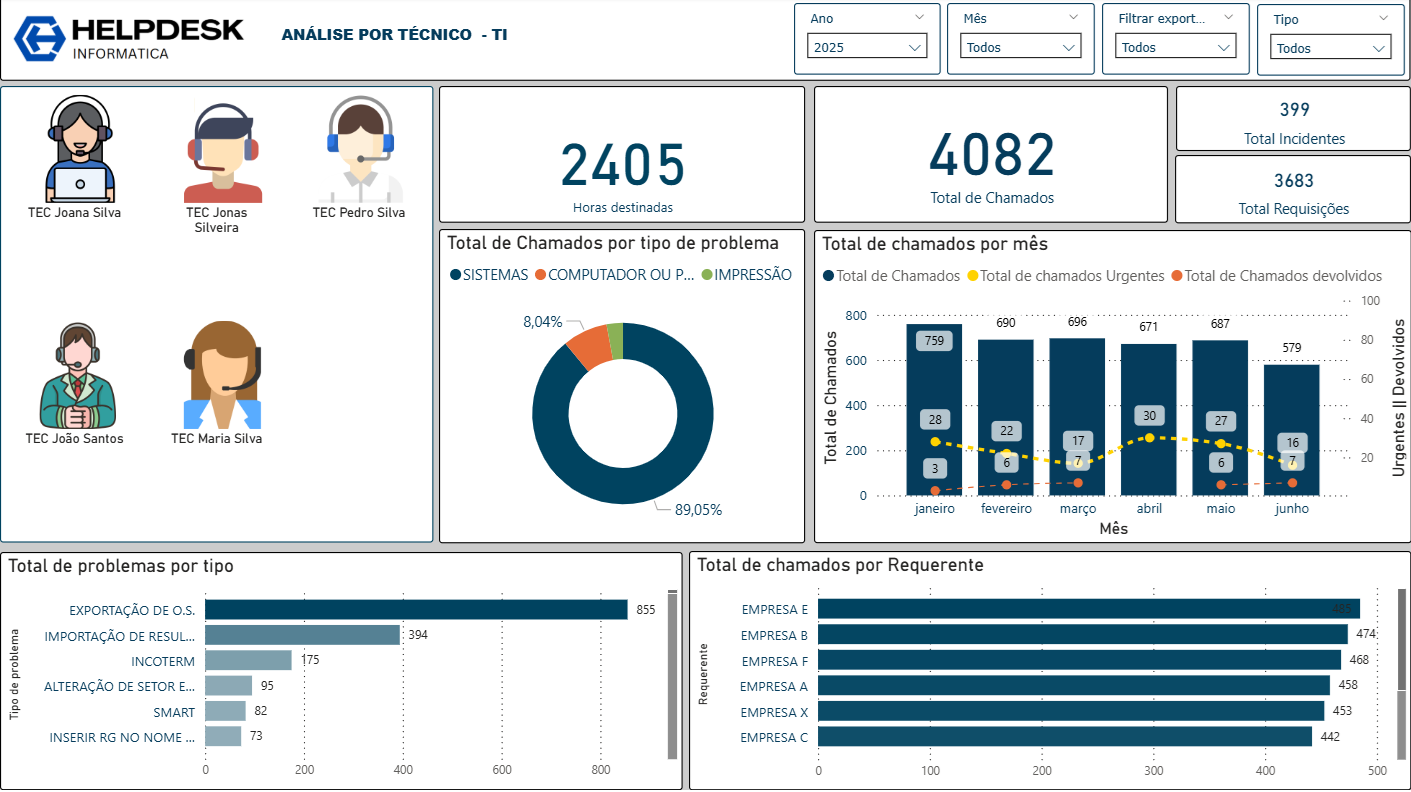 HELPDESK
INFORMATICA
ANÁLISE POR TÉCNICO - TI
Ano
2025
Mês
Todos
Filtrar export...
Todos
Tipo
Todos
TEC Joana Silva
TEC Jonas
Silveira
TEC Pedro Silva
TEC João Santos
TEC Maria Silva
2405
Horas destinadas
4082
Total de Chamados
399
Total Incidentes
3683
Total Requisições
Total de Chamados por tipo de problema
SISTEMAS COMPUTADOR OU P... IMPRESSÃO
8,04%
89,05%
Total de chamados por mês
Total de Chamados Total de chamados Urgentes Total de Chamados devolvidos
Total de Chamados
800
600
400
200
0
759
690
696
671
687
579
28
22
17
30
27
16
3
6
7
6
7
janeiro fevereiro março abril maio junho
Mês
100
80
60
40
20
Urgentes || Devolvidos
Total de problemas por tipo
Tipo de problema
EXPORTAÇÃO DE O.S. 855
IMPORTAÇÃO DE RESUL... 394
INCOTERM 175
ALTERAÇÃO DE SETOR E... 95
SMART 82
INSERIR RG NO NOME ... 73
0 200 400 600 800
Total de chamados por Requerente
Requerente
EMPRESA E 485
EMPRESA B 474
EMPRESA F 468
EMPRESA A 458
EMPRESA X 453
EMPRESA C 442
0 100 200 300 400 500